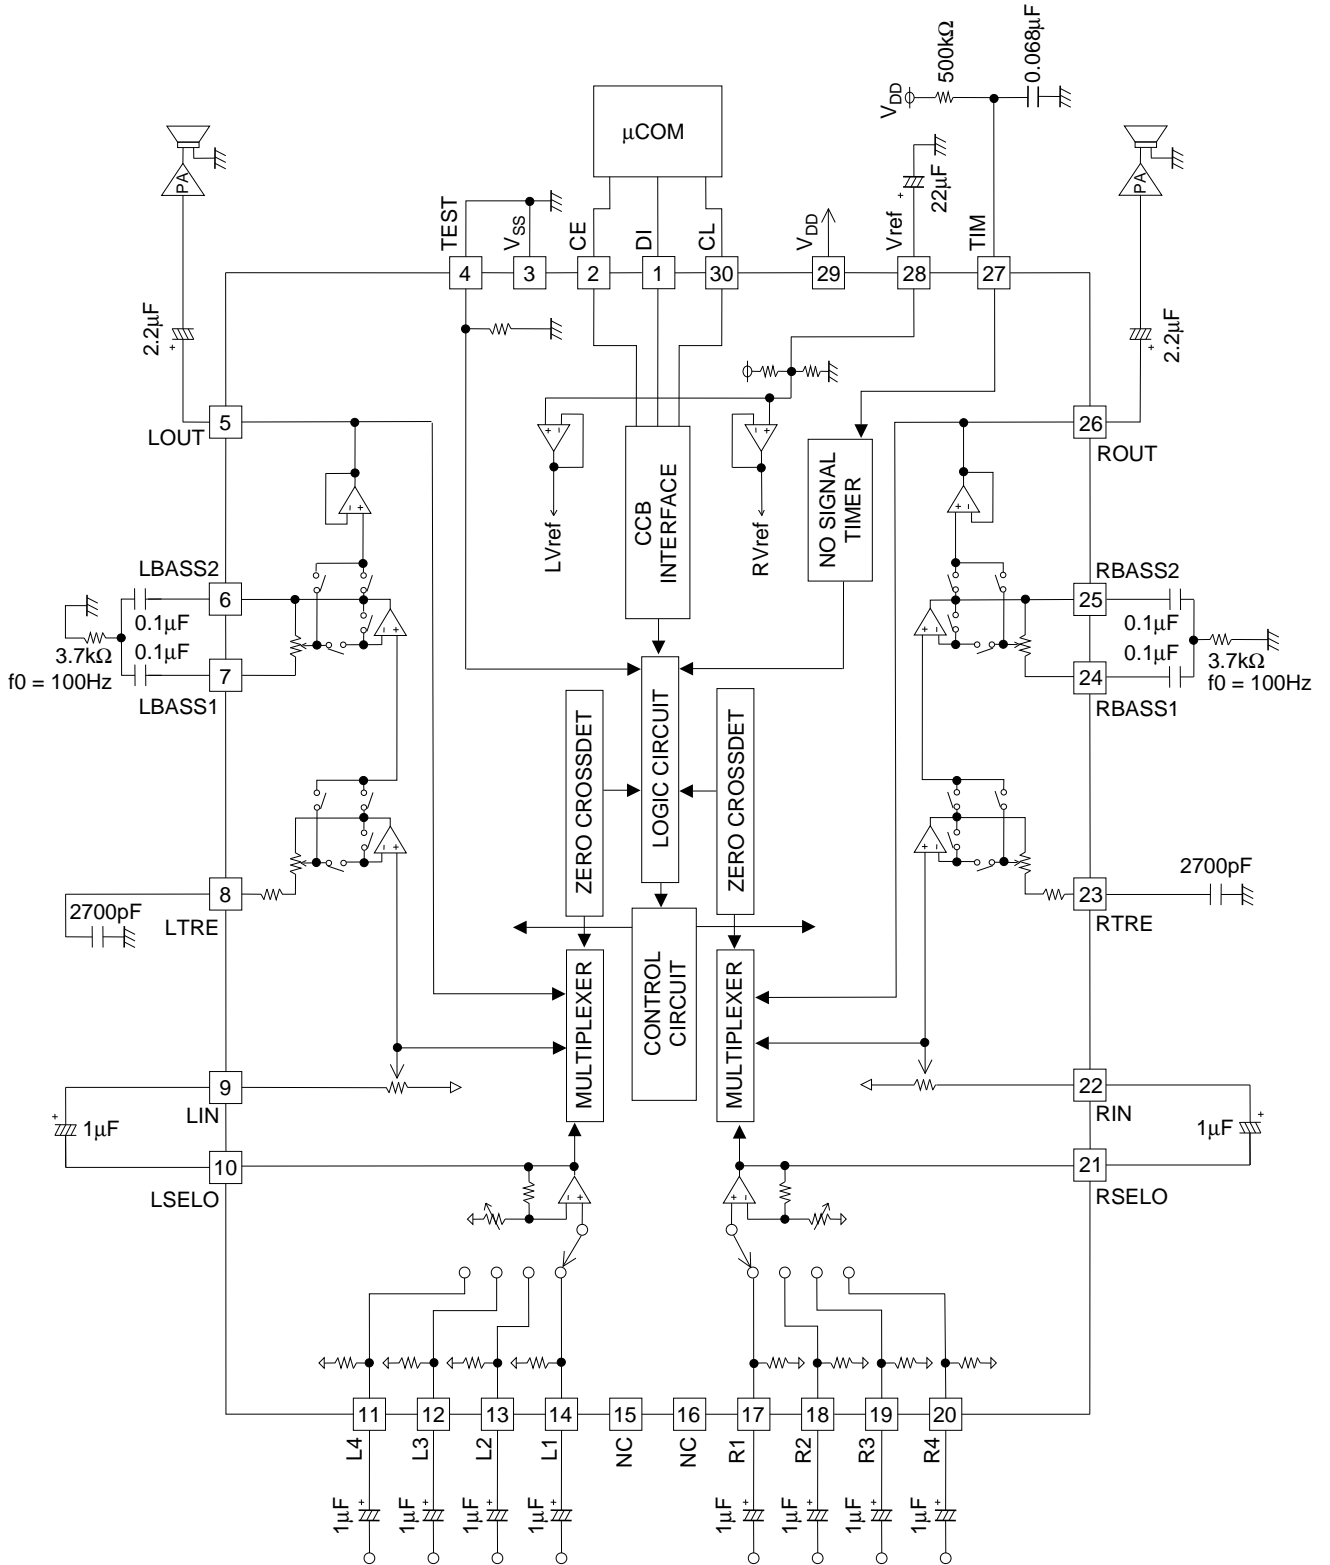 500kΩ
0.068µF
VDD
µCOM
PA
22µF
PA
TEST
VSS
CE
DI
CL
VDD
Vref
TIM
4
3
2
1
30
29
28
27
2.2µF
2.2µF
5
LOUT
26
ROUT
LVref
CCB
INTERFACE
RVref
NO SIGNAL
TIMER
LBASS2
6
0.1µF
0.1µF
3.7kΩ
f0 = 100Hz
7
LBASS1
RBASS2
25
0.1µF
0.1µF
3.7kΩ
f0 = 100Hz
24
RBASS1
ZERO CROSSDET
LOGIC CIRCUIT
ZERO CROSSDET
8
LTRE
2700pF
23
RTRE
2700pF
MULTIPLEXER
CONTROL
CIRCUIT
MULTIPLEXER
9
LIN
1µF
10
LSELO
22
RIN
1µF
21
RSELO
11
12
13
14
15
16
17
18
19
20
L4
L3
L2
L1
NC
NC
R1
R2
R3
R4
1µF
1µF
1µF
1µF
1µF
1µF
1µF
1µF